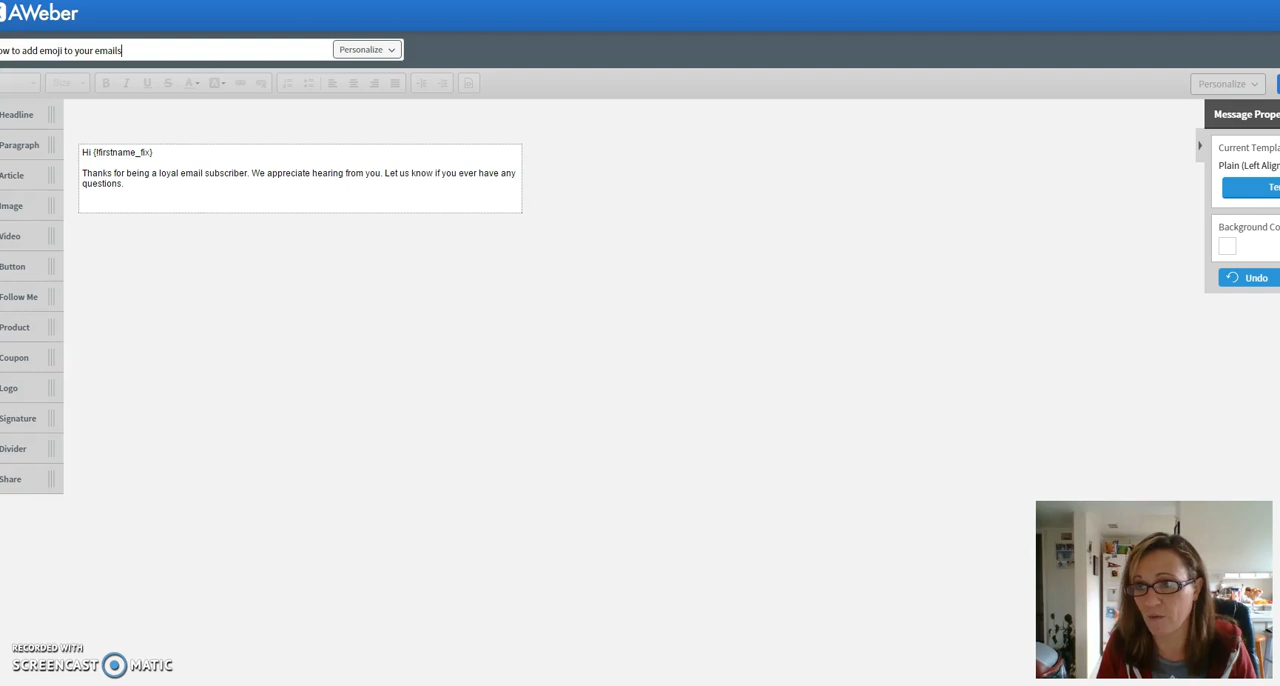 AWeber
ow to add emoji to your emails
Personalize
Size
B I U S A A
Personalize
Headline
Message Prope
Paragraph
Current Templa
Hi {!firstname_fix}
Plain (Left Align
Thanks for being a loyal email subscriber. We appreciate hearing from you. Let us know if you ever have any
questions.
Article
Te
Image
Background Co
Video
Button
Undo
Follow Me
Product
Coupon
Logo
Signature
Divider
Share
RECORDED WITH
SCREENCAST MATIC